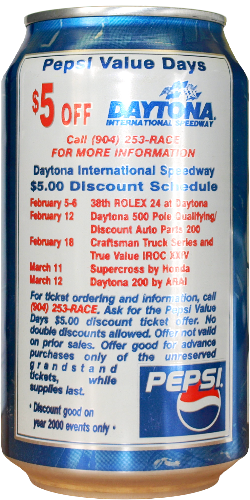 Pepsi Value Days
$5 OFF
DAYTONA
INTERNATIONAL SPEEDWAY
Call (904) 253-RACE
FOR MORE INFORMATION
Daytona International Speedway
$5.00 Discount Schedule
February 5-6 38th ROLEX 24 at Daytona
February 12 Daytona 500 Pole Qualifying/
Discount Auto Parts 200
February 18 Craftsman Truck Series and
True Value IROC XXIV
March 11 Supercross by Honda
March 12 Daytona 200 by ARAI
For ticket ordering and information, call
(904) 253-RACE. Ask for the Pepsi Value
Days $5.00 discount ticket offer. No
double discounts allowed. Offer not valid
on prior sales. Offer good for advance
purchases only of the unreserved
grandstand
tickets, while
supplies last.
• Discount good on
year 2000 events only •
PEPSI